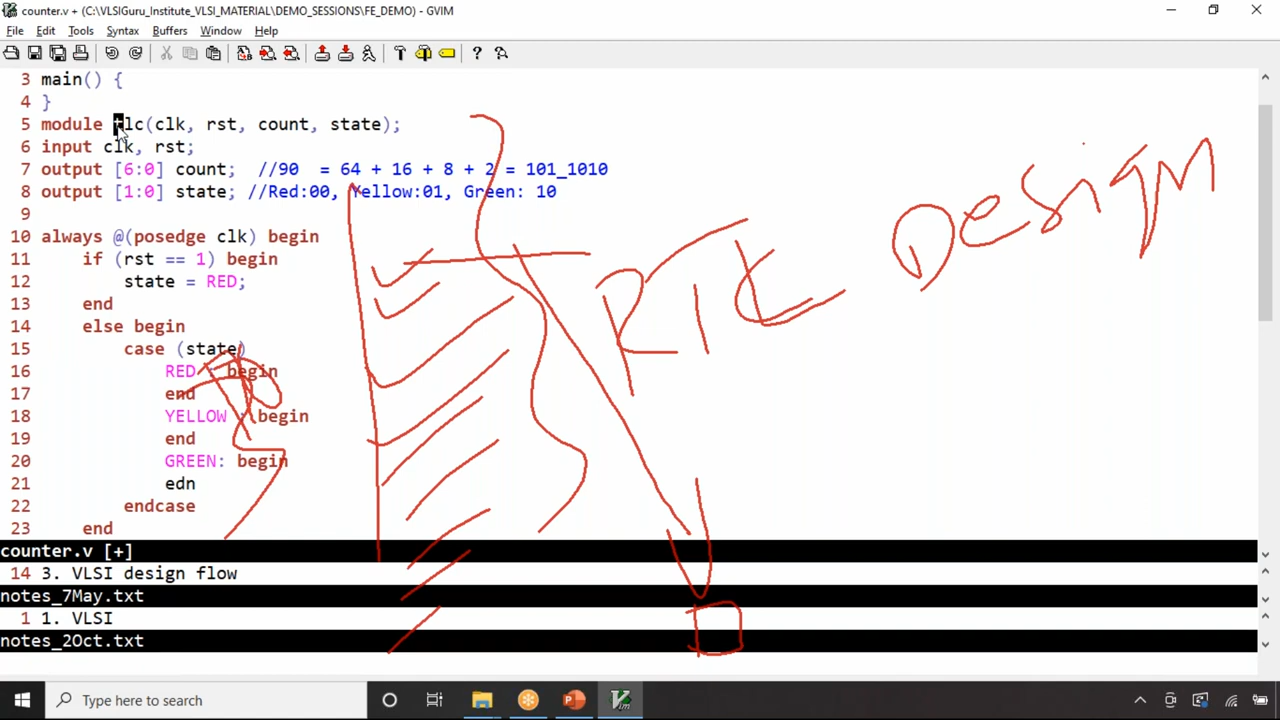 counter.v + (C:\VLSIGuru_Institute_VLSI_MATERIAL\DEMO_SESSIONS\FE_DEMO) - GVIM
File Edit Tools Syntax Buffers Window Help
3 main() {
4 }
5 module tlc(clk, rst, count, state);
6 input clk, rst;
7 output [6:0] count; //90 = 64 + 16 + 8 + 2 = 101_1010
8 output [1:0] state; //Red:00, Yellow:01, Green: 10
9
10 always @(posedge clk) begin
11 if (rst == 1) begin
12 state = RED;
13 end
14 else begin
15 case (state)
16 RED : begin
17 end
18 YELLOW : begin
19 end
20 GREEN: begin
21 edn
22 endcase
23 end
RTL Design
counter.v [+]
14 3. VLSI design flow
notes_7May.txt
1 1. VLSI
notes_2Oct.txt
Type here to search